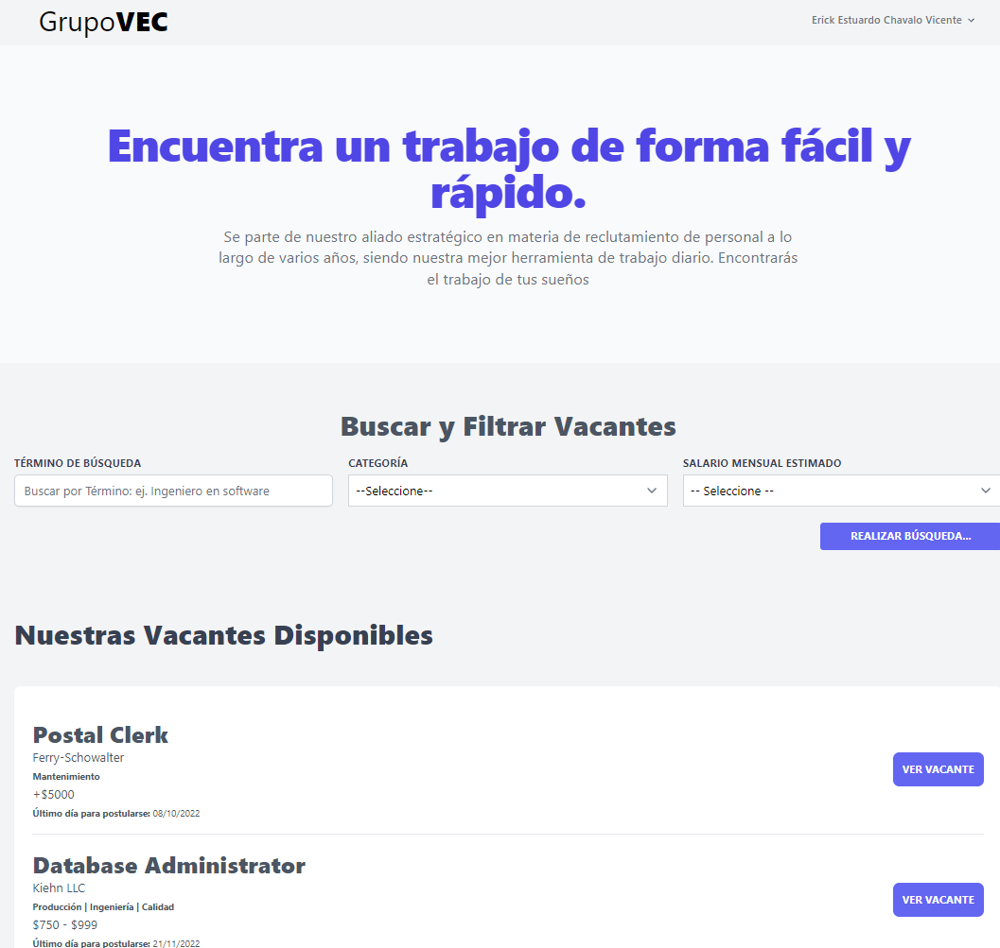 GrupoVEC
Erick Estuardo Chavalo Vicente
Encuentra un trabajo de forma fácil y
rápido.
Se parte de nuestro aliado estratégico en materia de reclutamiento de personal a lo
largo de varios años, siendo nuestra mejor herramienta de trabajo diario. Encontrarás
el trabajo de tus sueños
Buscar y Filtrar Vacantes
TÉRMINO DE BÚSQUEDA
CATEGORÍA
SALARIO MENSUAL ESTIMADO
Buscar por Término: ej. Ingeniero en software
--Seleccione--
-- Seleccione --
REALIZAR BÚSQUEDA...
Nuestras Vacantes Disponibles
Postal Clerk
Ferry-Schowalter
Mantenimiento
+$5000
Último día para postularse: 08/10/2022
VER VACANTE
Database Administrator
Kiehn LLC
Producción | Ingeniería | Calidad
$750 - $999
Último día para postularse: 21/11/2022
VER VACANTE